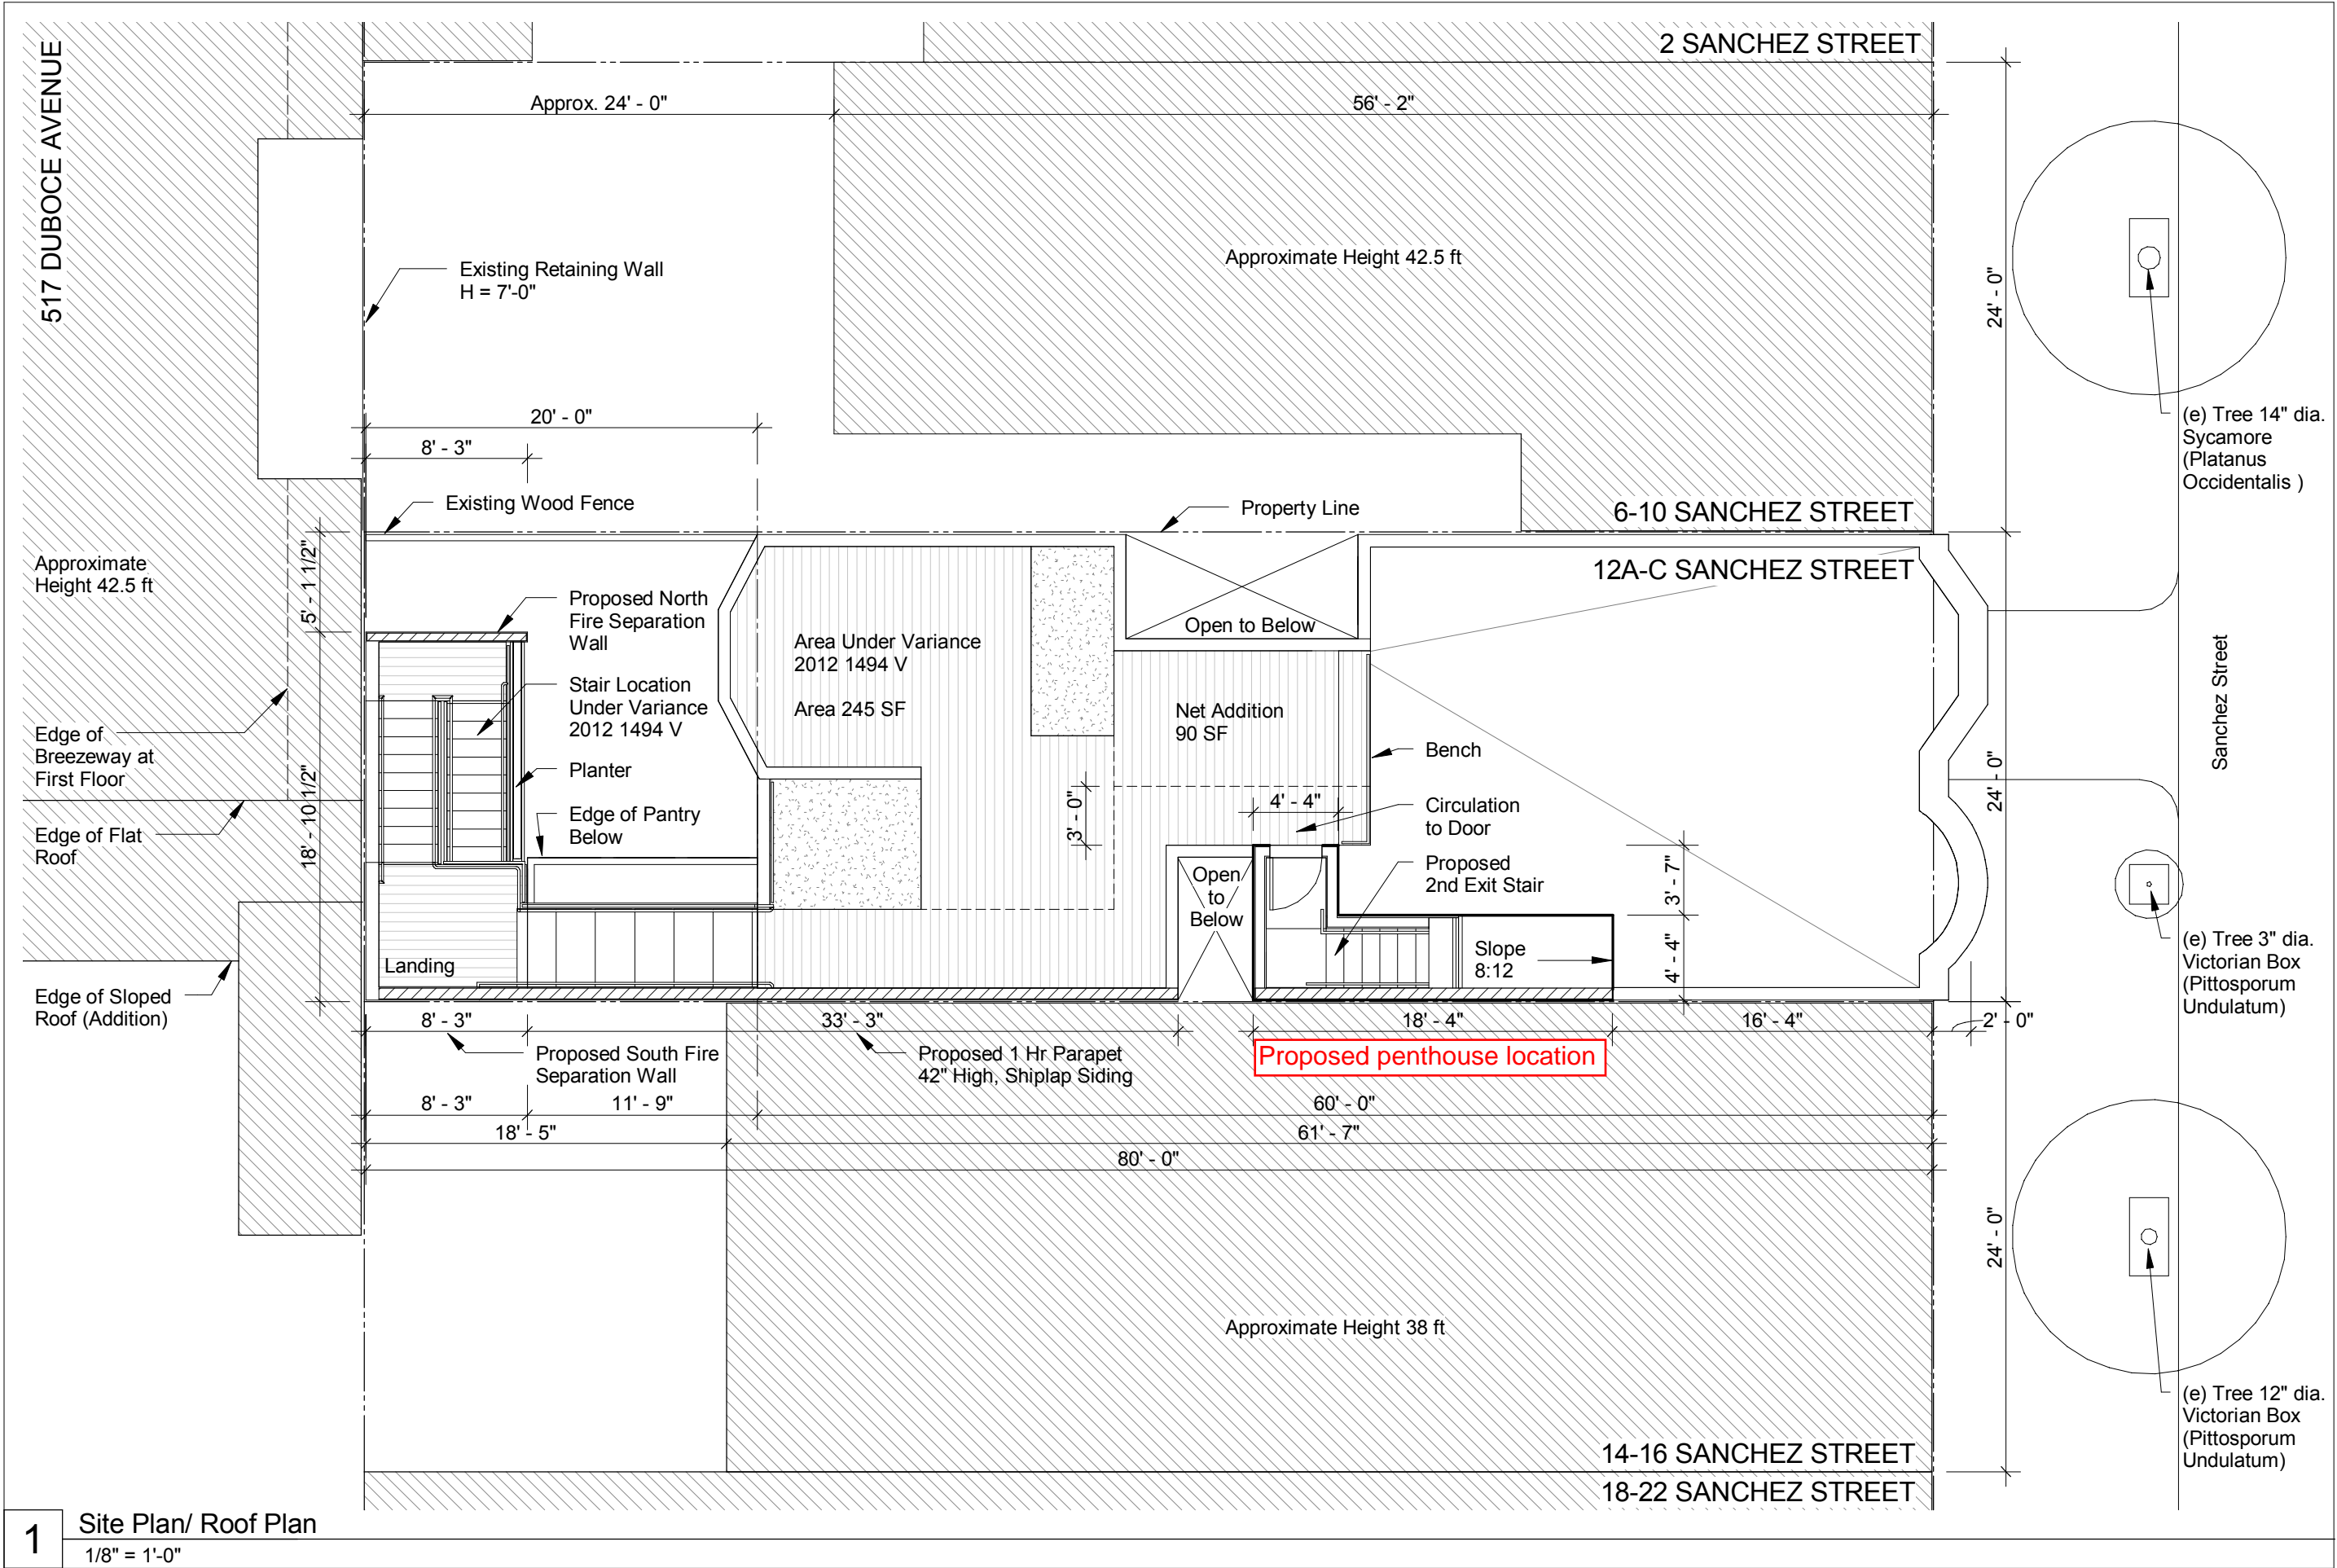 517 DUBOCE AVENUE
2 SANCHEZ STREET
Approx. 24' - 0"
56' - 2"
Approximate Height 42.5 ft
24' - 0"
Existing Retaining Wall
H = 7'-0"
(e) Tree 14" dia.
Sycamore
(Platanus
Occidentalis )
20' - 0"
8' - 3"
Existing Wood Fence
Property Line
6-10 SANCHEZ STREET
12A-C SANCHEZ STREET
Approximate
Height 42.5 ft
5' - 1 1/2"
Proposed North
Fire Separation
Wall
Area Under Variance
2012 1494 V
Area 245 SF
Open to Below
Stair Location
Under Variance
2012 1494 V
Net Addition
90 SF
Bench
Sanchez Street
Edge of
Breezeway at
First Floor
Planter
18' - 10 1/2"
Edge of Pantry
Below
3' - 0"
4' - 4"
Circulation
to Door
24' - 0"
Edge of Flat
Roof
Proposed
2nd Exit Stair
3' - 7"
Open
to
Below
Slope
8:12
4' - 4"
Landing
(e) Tree 3" dia.
Victorian Box
(Pittosporum
Undulatum)
Edge of Sloped
Roof (Addition)
8' - 3"
33' - 3"
18' - 4"
16' - 4"
2' - 0"
Proposed South Fire
Separation Wall
Proposed 1 Hr Parapet
42" High, Shiplap Siding
Proposed penthouse location
8' - 3"
11' - 9"
60' - 0"
18' - 5"
61' - 7"
80' - 0"
24' - 0"
Approximate Height 38 ft
(e) Tree 12" dia.
Victorian Box
(Pittosporum
Undulatum)
14-16 SANCHEZ STREET
18-22 SANCHEZ STREET
1
Site Plan/ Roof Plan
1/8" = 1'-0"